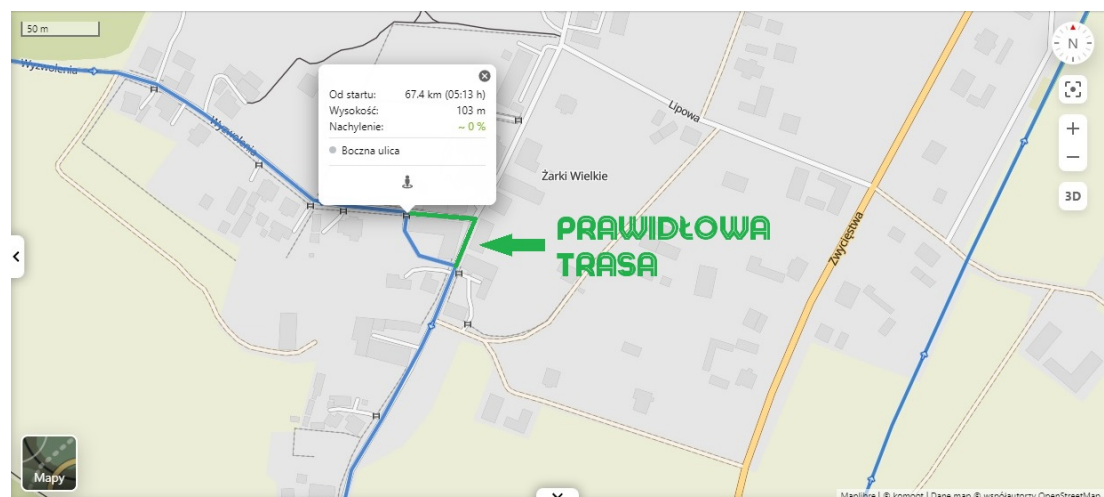 50 m
Wyzwolenia
N
Od startu: 67.4 km (05:13 h)
Wysokość: 103 m
Nachylenie: ~ 0 %
Boczna ulica
Lipowa
Wyzwolenia
3D
Żarki Wielkie
PRAWIDŁOWA
TRASA
Zwycięstwa
Mapy
Maplibre | © kompot | Dane map © współautorzy OpenStreetMap